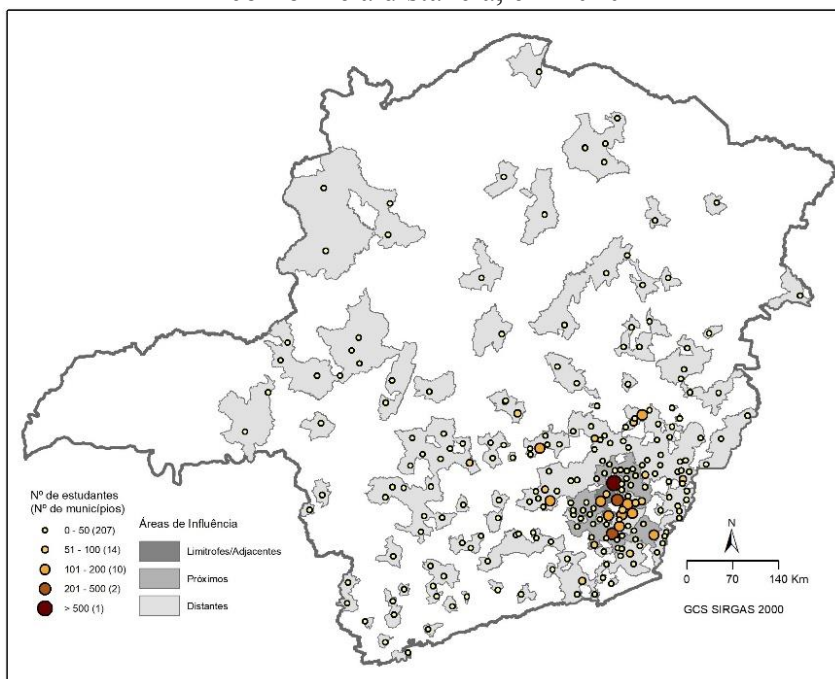 Nº de estudantes
(Nº de municípios)
0 - 50 (207)
51 - 100 (14)
101 - 200 (10)
201 - 500 (2)
> 500 (1)
Áreas de Influência
Limítrofes/Adjacentes
Próximos
Distantes
N
0 70 140 Km
GCS SIRGAS 2000